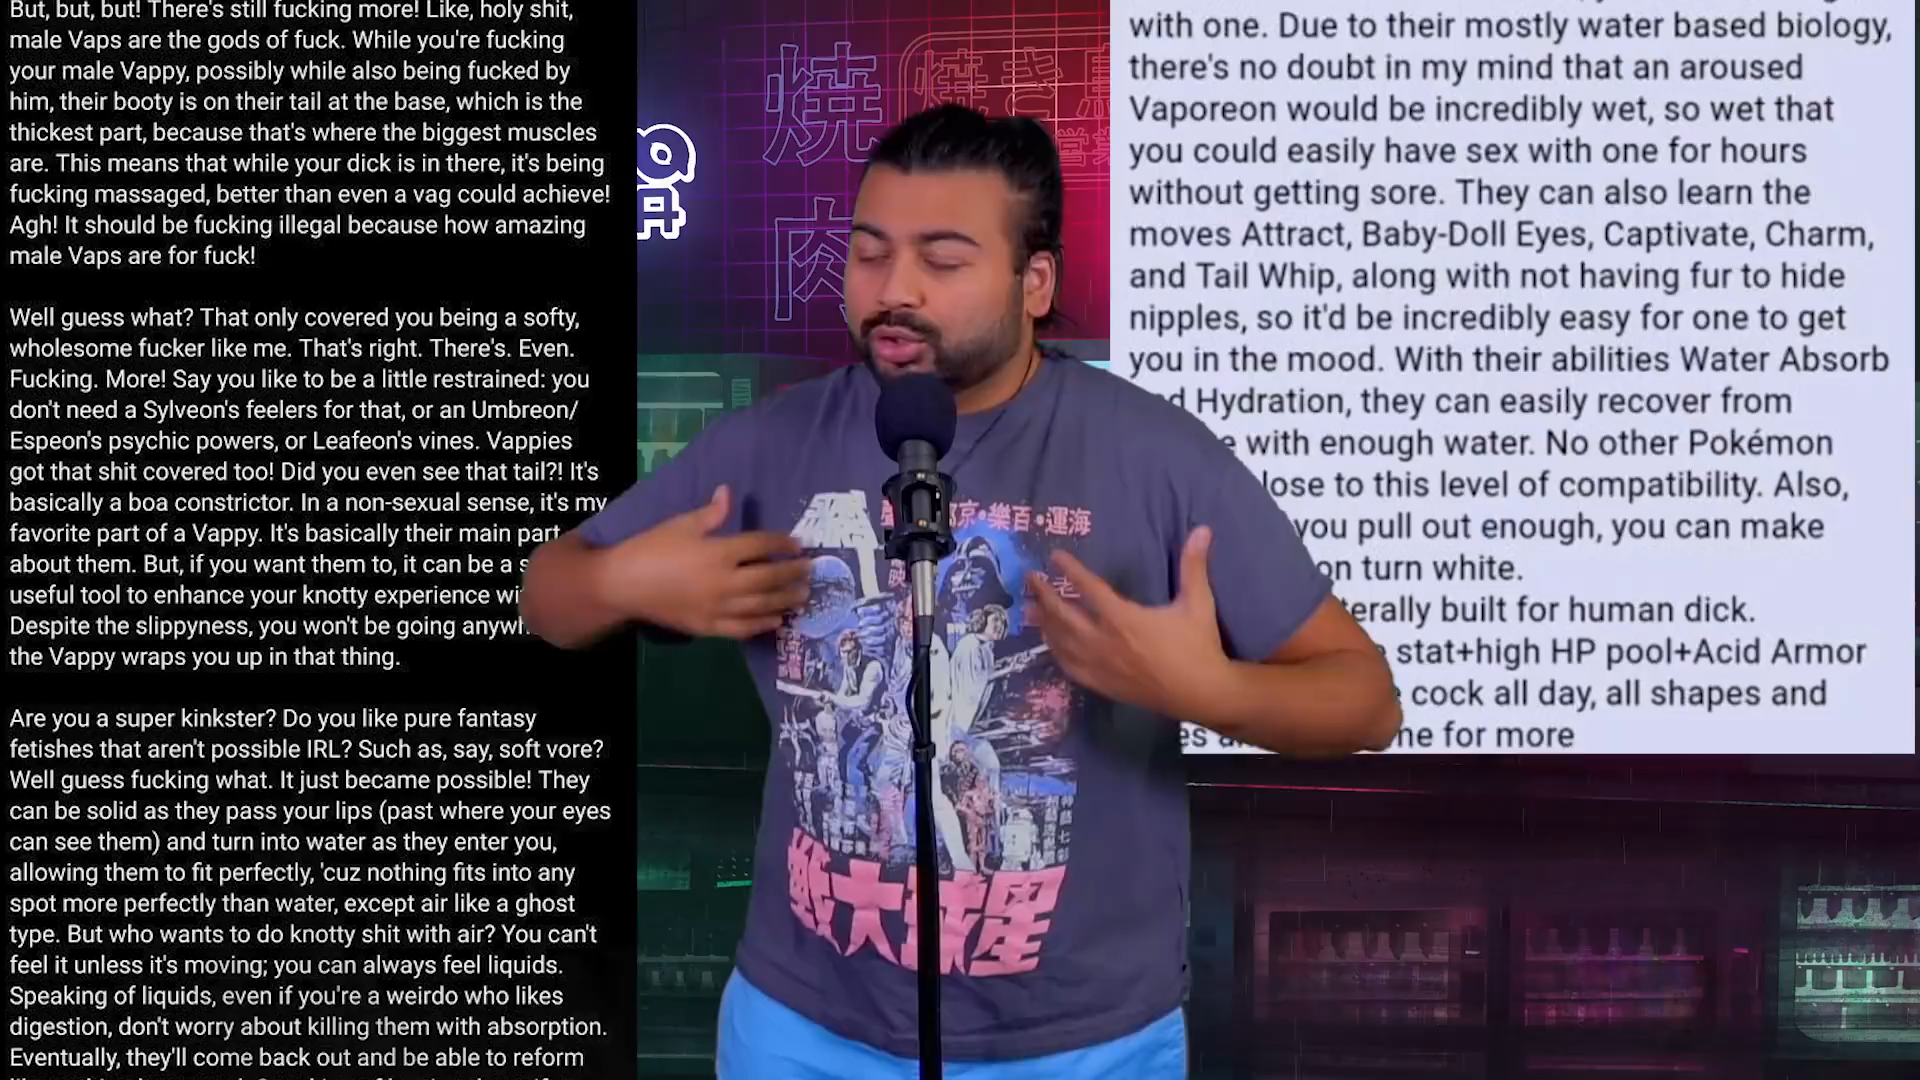 But, but, but! There's still fucking more! Like, holy shit,
male Vaps are the gods of fuck. While you're fucking
your male Vappy, possibly while also being fucked by
him, their booty is on their tail at the base, which is the
thickest part, because that's where the biggest muscles
are. This means that while your dick is in there, it's being
fucking massaged, better than even a vag could achieve!
Agh! It should be fucking illegal because how amazing
male Vaps are for fuck!
Well guess what? That only covered you being a softy,
wholesome fucker like me. That's right. There's. Even.
Fucking. More! Say you like to be a little restrained: you
don't need a Sylveon's feelers for that, or an Umbreon/
Espeon's psychic powers, or Leafeon's vines. Vappies
got that shit covered too! Did you even see that tail?! It's
basically a boa constrictor. In a non-sexual sense, it's my
favorite part of a Vappy. It's basically their main part
about them. But, if you want them to, it can be a
useful tool to enhance your knotty experience
Despite the slippyness, you won't be going
the Vappy wraps you up in that thing.
Are you a super kinkster? Do you like pure fantasy
fetishes that aren't possible IRL? Such as, say, soft vore?
Well guess fucking what. It just became possible! They
can be solid as they pass your lips (past where your eyes
can see them) and turn into water as they enter you,
allowing them to fit perfectly, 'cuz nothing fits into any
spot more perfectly than water, except air like a ghost
type. But who wants to do knotty shit with air? You can't
feel it unless it's moving; you can always feel liquids.
Speaking of liquids, even if you're a weirdo who likes
digestion, don't worry about killing them with absorption.
Eventually, they'll come back out and be able to reform
焼
肉
焼き
営業
京•樂百•運海
星球大戰
with one. Due to their mostly water based biology,
there's no doubt in my mind that an aroused
Vaporeon would be incredibly wet, so wet that
you could easily have sex with one for hours
without getting sore. They can also learn the
moves Attract, Baby-Doll Eyes, Captivate, Charm,
and Tail Whip, along with not having fur to hide
nipples, so it'd be incredibly easy for one to get
you in the mood. With their abilities Water Absorb
Hydration, they can easily recover from
with enough water. No other Pokémon
lose to this level of compatibility. Also,
you pull out enough, you can make
on turn white.
terally built for human dick.
stat+high HP pool+Acid Armor
cock all day, all shapes and
for more